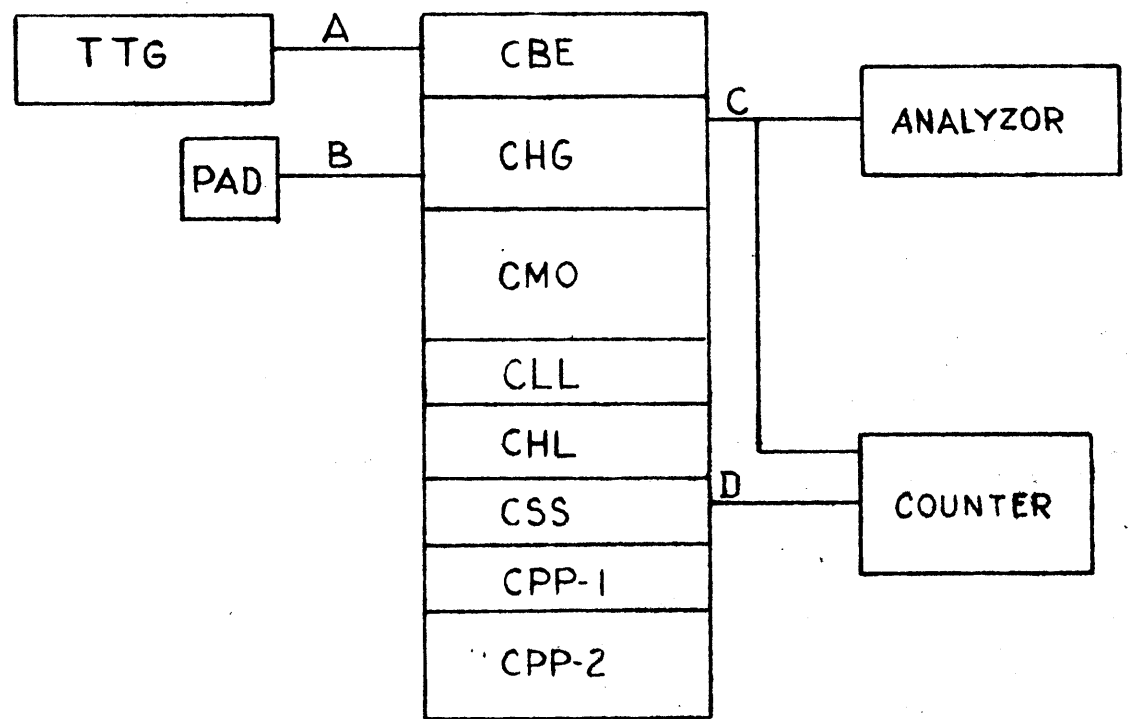 TTG
A
CBE
C
ANALYZOR
PAD
B
CHG
CMO
CLL
CHL
CSS
D
COUNTER
CPP-1
CPP-2